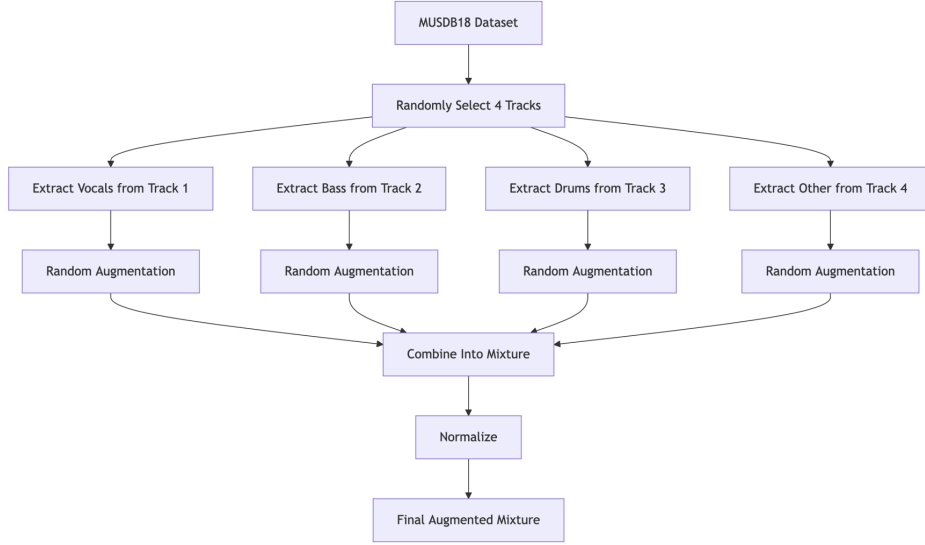 MUSDB18 Dataset
Randomly Select 4 Tracks
Extract Vocals from Track 1
Extract Bass from Track 2
Extract Drums from Track 3
Extract Other from Track 4
Random Augmentation
Random Augmentation
Random Augmentation
Random Augmentation
Combine Into Mixture
Normalize
Final Augmented Mixture